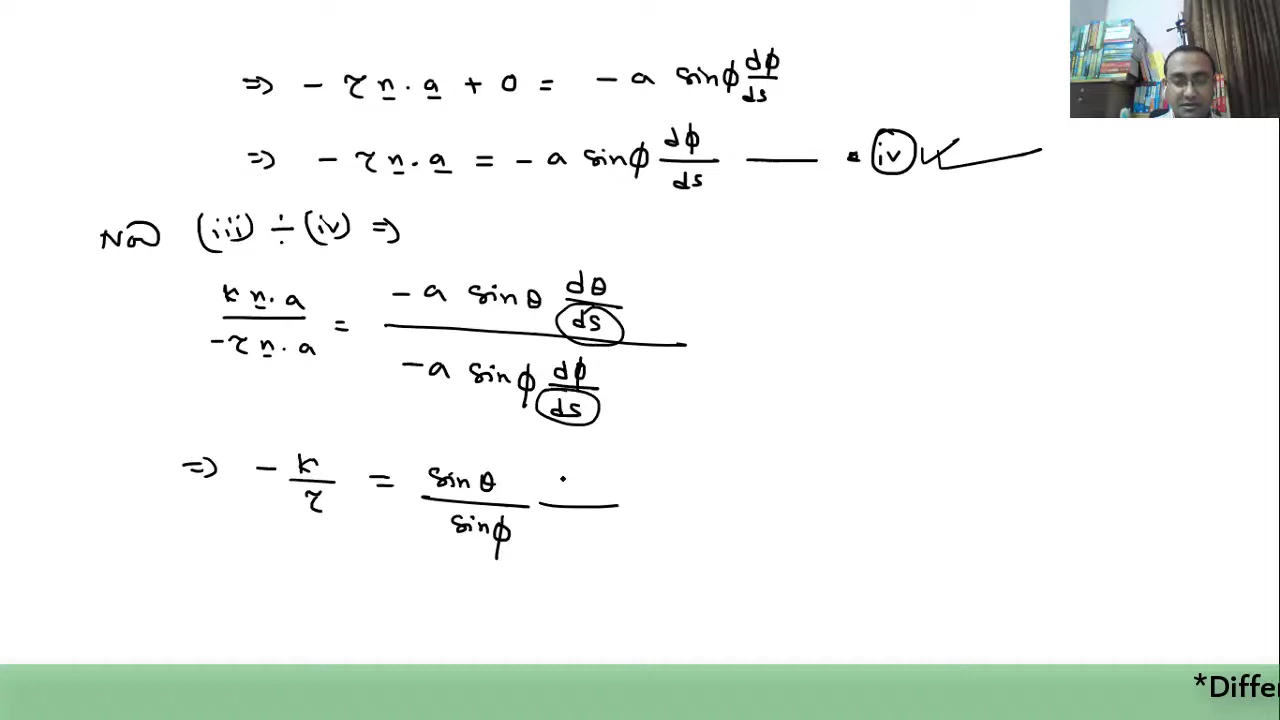 ⇒ - τ n · a + 0 = - a sinϕ dϕ/ds
⇒ - τ n · a = - a sinϕ dϕ/ds —— (iv) ✓
Now (iii) ÷ (iv) ⇒
κ n · a / -τ n · a = - a sinθ dθ/ds / - a sinϕ dϕ/ds
⇒ - κ/τ = sinθ/sinϕ
*Differ